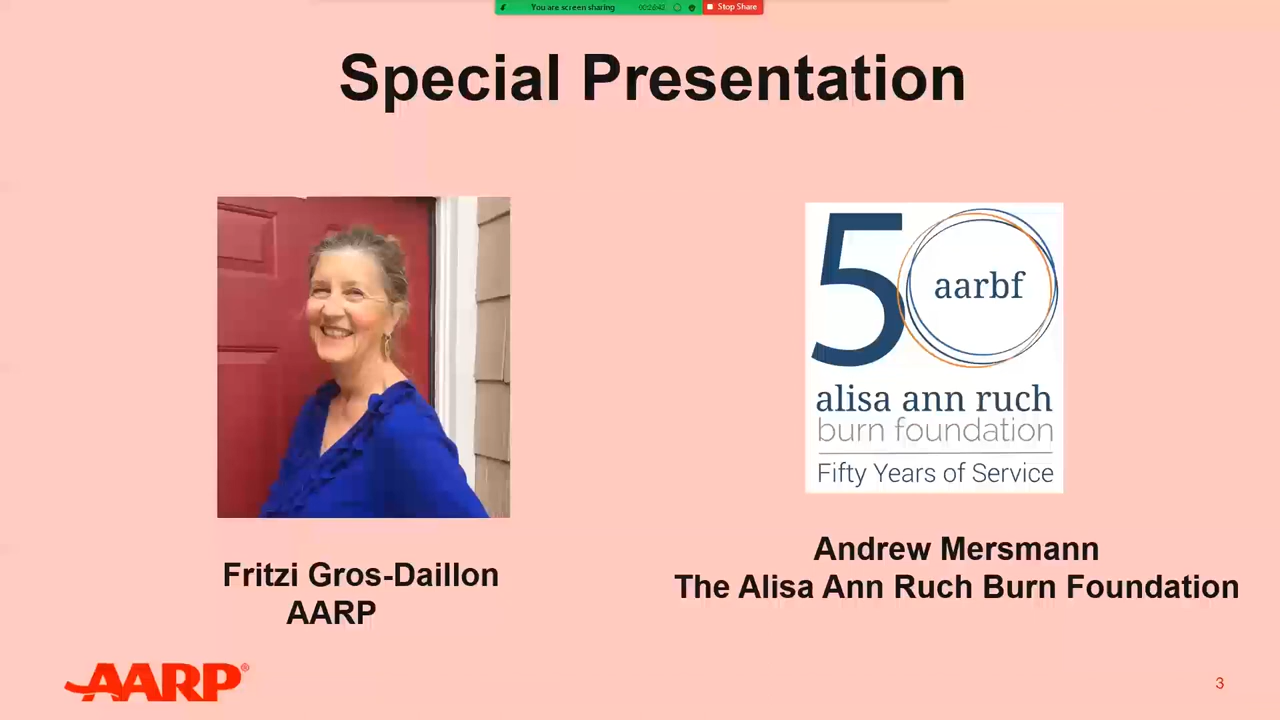 You are screen sharing
Stop Share
Special Presentation
50
aarbf
alisa ann ruch
burn foundation
Fifty Years of Service
Fritzi Gros-Daillon
AARP
Andrew Mersmann
The Alisa Ann Ruch Burn Foundation
AARP®
3